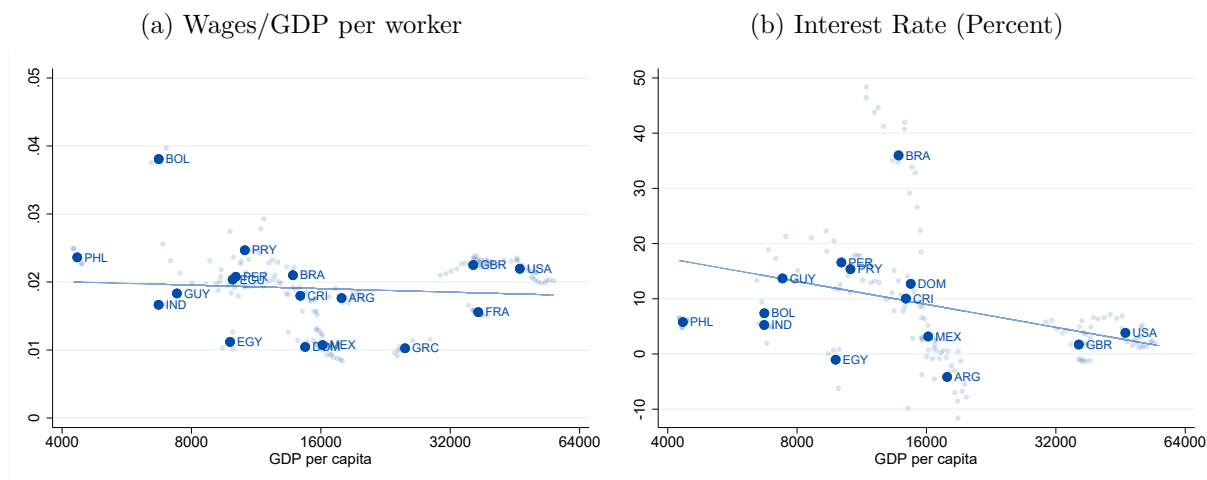 (a) Wages/GDP per worker
.05
.04
.03
.02
.01
0
BOL
PHL
PRY
PER
EGU
BRA
GUY
IND
CRI
ARG
EGY
DOM
MEX
GRC
GBR
USA
FRA
4000 8000 16000 32000 64000
GDP per capita
(b) Interest Rate (Percent)
50
40
30
20
10
0
-10
BRA
PER
PRY
GUY
DOM
CRI
BOL
PHL
IND
MEX
EGY
ARG
USA
GBR
4000 8000 16000 32000 64000
GDP per capita